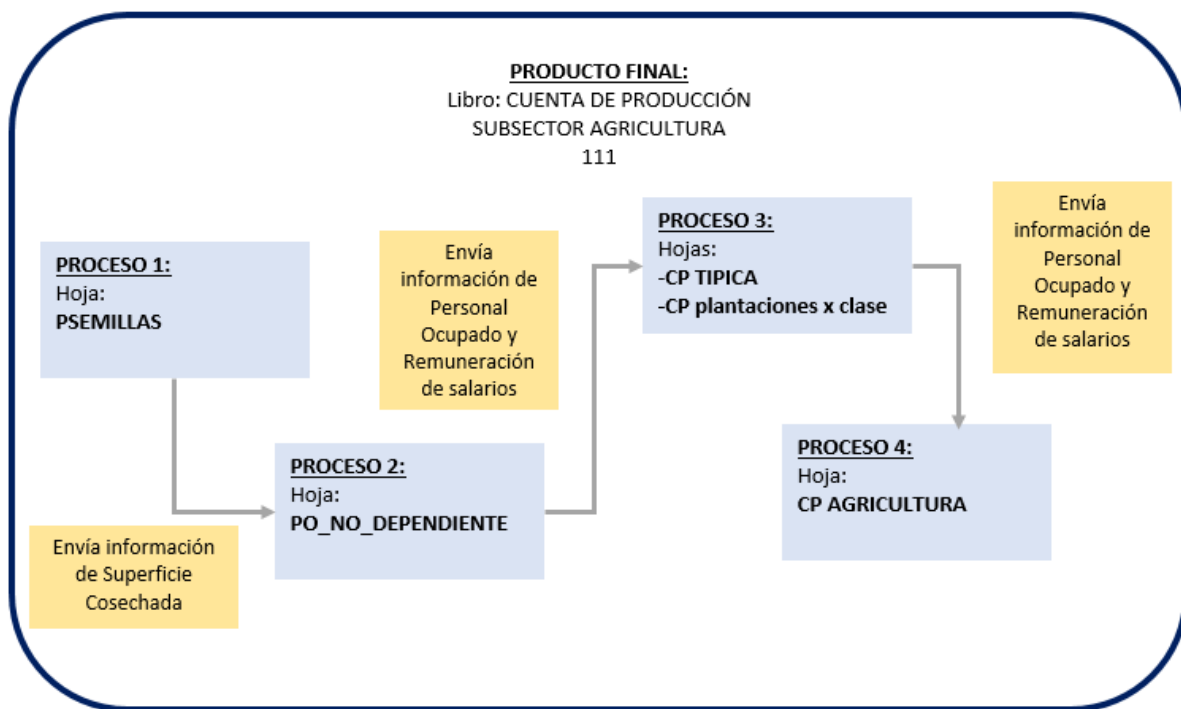 PRODUCTO FINAL:
Libro: CUENTA DE PRODUCCIÓN
SUBSECTOR AGRICULTURA
111
PROCESO 1:
Hoja:
PSEMILLAS
Envía información
de Superficie
Cosechada
PROCESO 2:
Hoja:
PO_NO_DEPENDIENTE
Envía
información de
Personal
Ocupado y
Remuneración
de salarios
PROCESO 3:
Hojas:
-CP TIPICA
-CP plantaciones x clase
Envía
información de
Personal
Ocupado y
Remuneración
de salarios
PROCESO 4:
Hoja:
CP AGRICULTURA